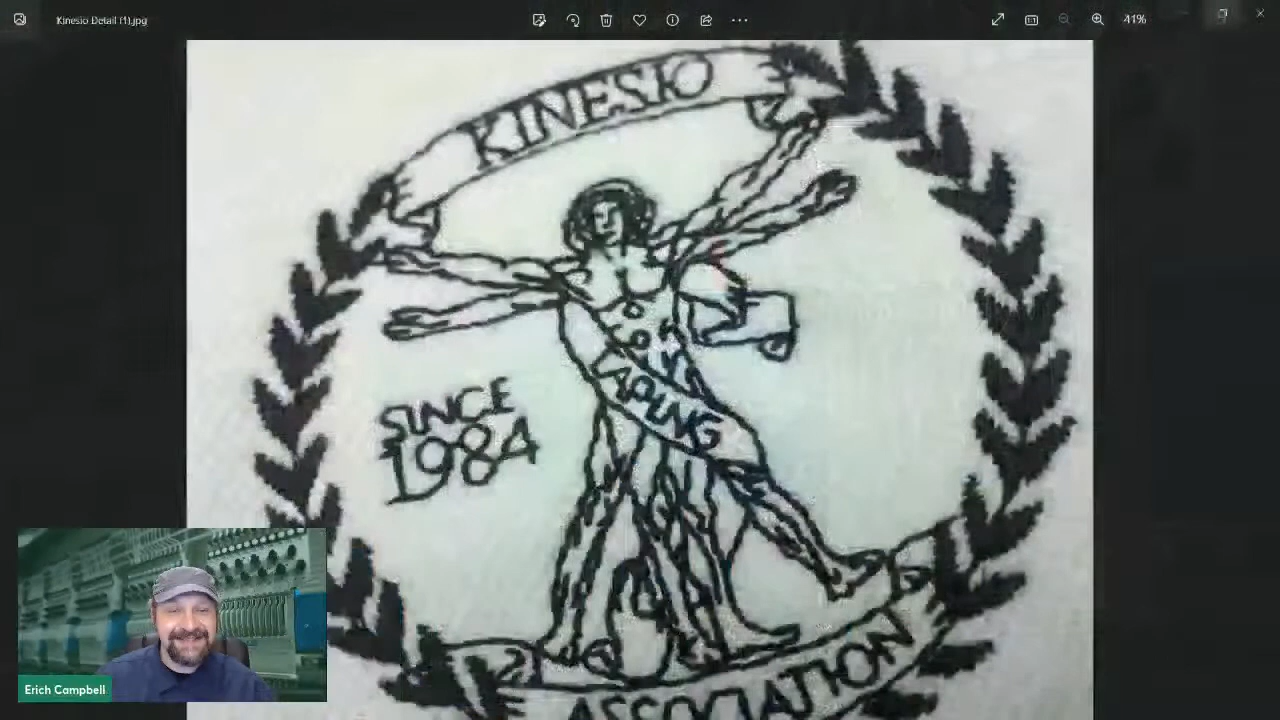 Kinesio Detail (1).jpg
41%
KINESIO
TAPING
SINCE
1984
ASSOCIATION
Erich Campbell